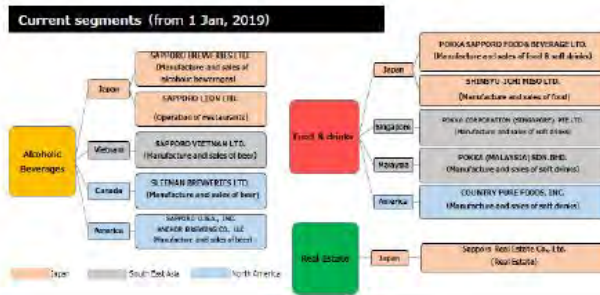 Current segments (from 1 Jan, 2019)
Alcoholic
Beverages
Japan
SAPPORO BREWERIES LTD.
(Manufacture and sales of
alcohol beverages)
SAPPORO LION LTD.
(Operation of restaurants)
Vietnam
SAPPORO VIETNAM LTD.
(Manufacture and sales of beer)
Canada
SLEEMAN BREWERIES LTD.
(Manufacture and sales of beer)
America
SAPPORO U.S.A., INC.
ANCHOR BREWING CO., LLC
(Manufacture and sales of beer)
Food & drinks
Japan
POKKA SAPPORO FOOD & BEVERAGE LTD.
(Manufacture and sales of food & soft drinks)
SHINSYU-ICHI MISO LTD.
(Manufacture and sales of food)
Singapore
POKKA CORPORATION (SINGAPORE) PTE LTD
(Manufacture and sales of soft drinks)
Malaysia
POKKA (MALAYSIA) SDN. BHD.
(Manufacture and sales of soft drinks)
America
COUNTRY PURE FOODS, INC.
(Manufacture and sales of soft drinks)
Real Estate
Japan
Sapporo Real Estate Co., Ltd.
(Real Estate)
Japan
South East Asia
North America